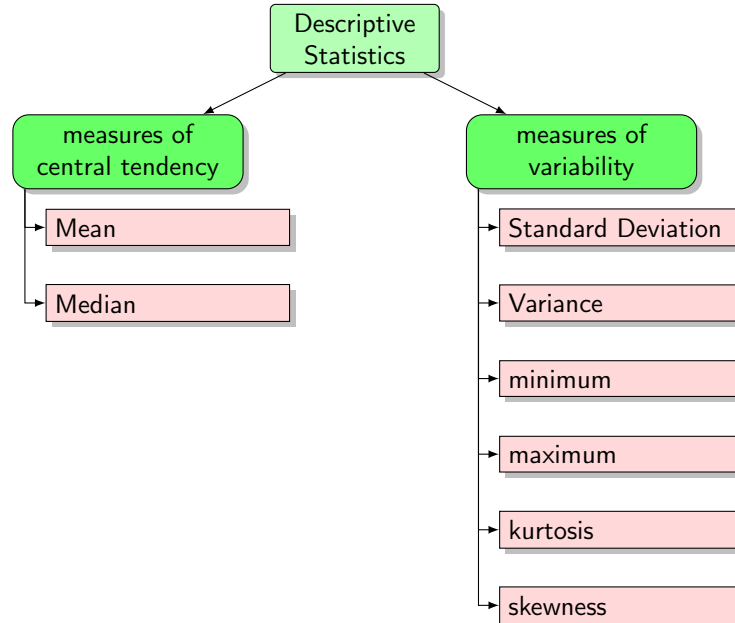 Descriptive
Statistics
measures of
central tendency
Mean
Median
measures of
variability
Standard Deviation
Variance
minimum
maximum
kurtosis
skewness